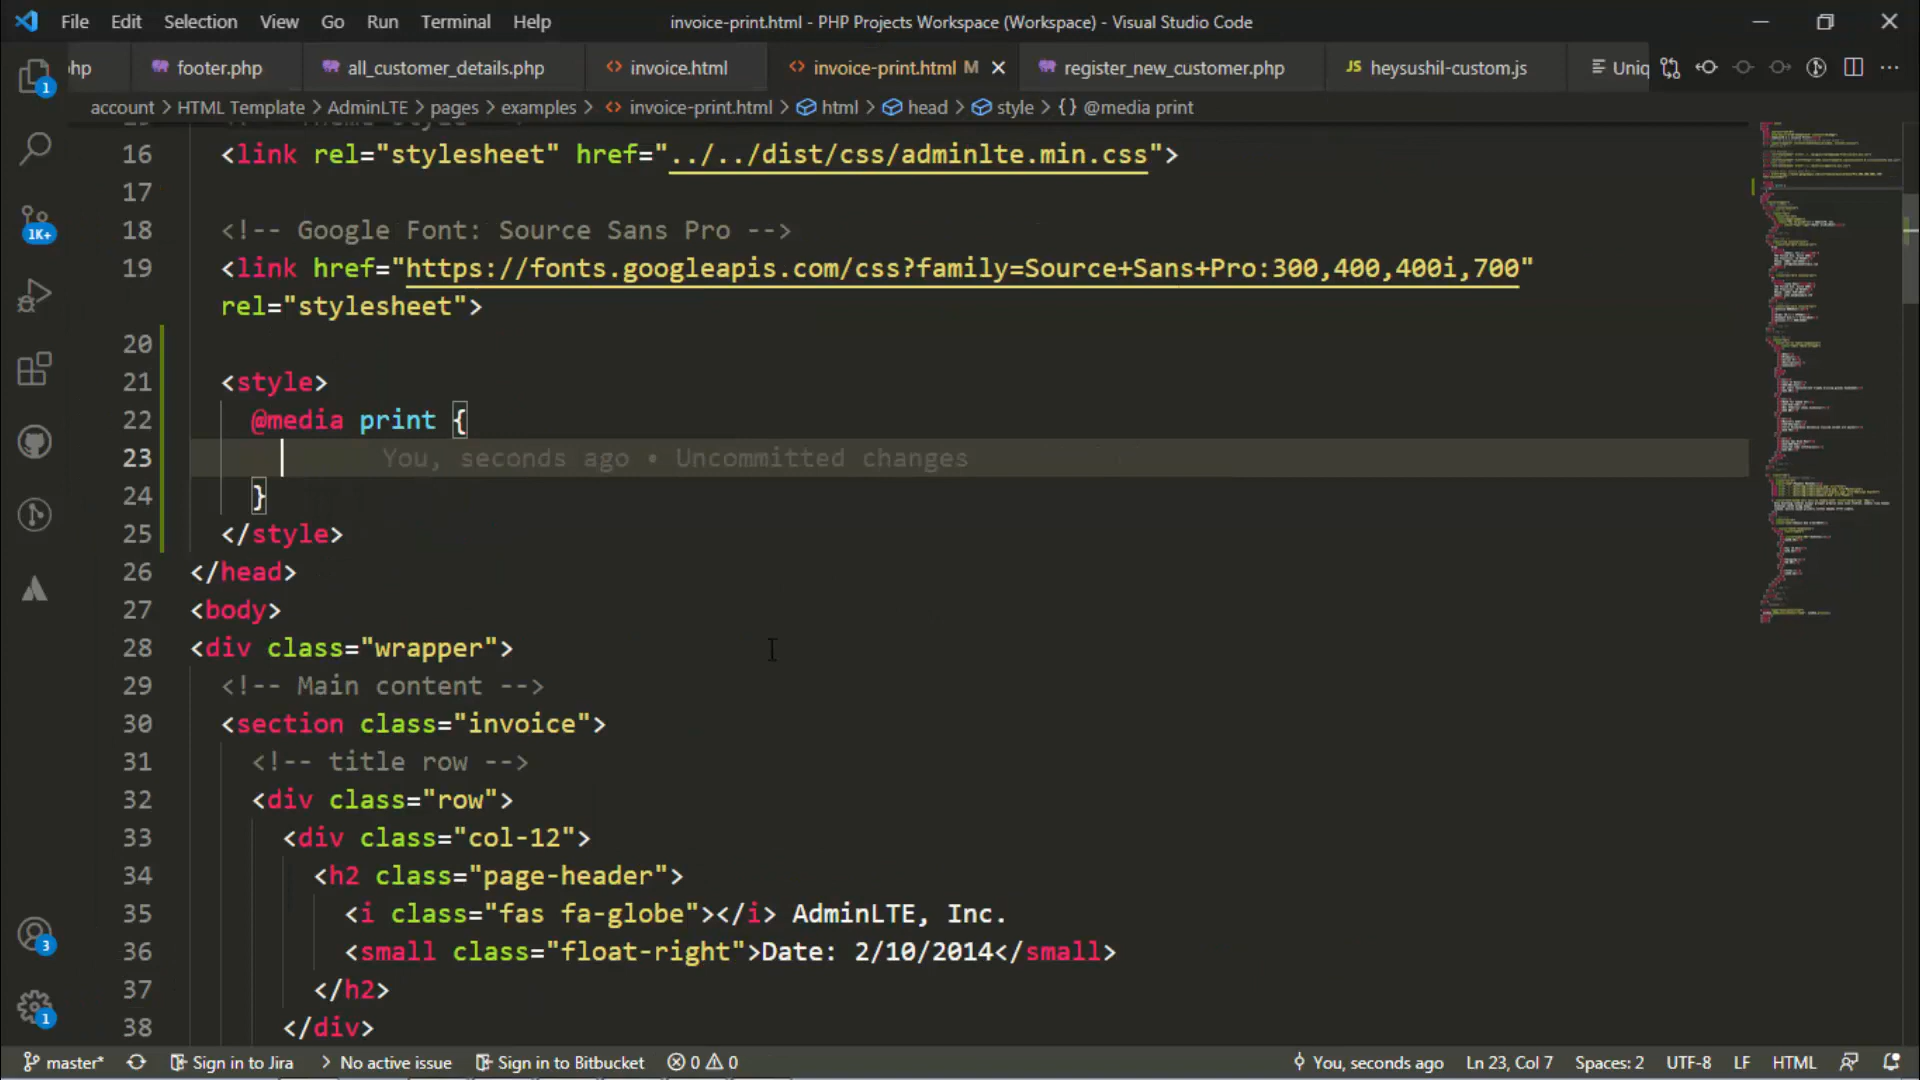 File Edit Selection View Go Run Terminal Help invoice-print.html - PHP Projects Workspace (Workspace) - Visual Studio Code
hp footer.php all_customer_details.php invoice.html invoice-print.html M register_new_customer.php JS heysushil-custom.js Uniq
account > HTML Template > AdminLTE > pages > examples > invoice-print.html > html > head > style > {} @media print
16 <link rel="stylesheet" href="../../dist/css/adminlte.min.css">
17
18 <!-- Google Font: Source Sans Pro -->
19 <link href="https://fonts.googleapis.com/css?family=Source+Sans+Pro:300,400,400i,700"
rel="stylesheet">
20
21 <style>
22 @media print {
23 You, seconds ago • Uncommitted changes
24 }
25 </style>
26 </head>
27 <body>
28 <div class="wrapper">
29 <!-- Main content -->
30 <section class="invoice">
31 <!-- title row -->
32 <div class="row">
33 <div class="col-12">
34 <h2 class="page-header">
35 <i class="fas fa-globe"></i> AdminLTE, Inc.
36 <small class="float-right">Date: 2/10/2014</small>
37 </h2>
38 </div>
1
1K+
3
1
master* Sign in to Jira > No active issue Sign in to Bitbucket 0 0 You, seconds ago Ln 23, Col 7 Spaces: 2 UTF-8 LF HTML